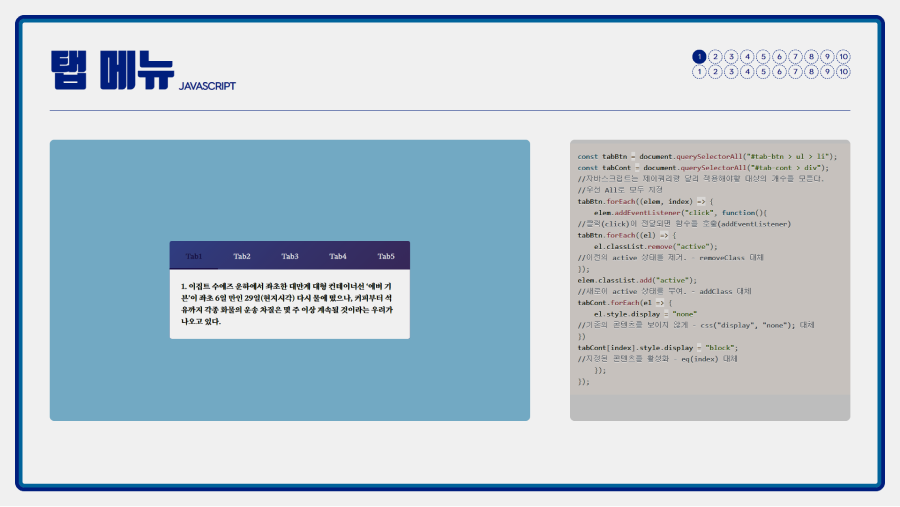 탭 메뉴 JAVASCRIPT
1 2 3 4 5 6 7 8 9 10
1 2 3 4 5 6 7 8 9 10
Tab1 Tab2 Tab3 Tab4 Tab5
1. 이집트 수에즈 운하에서 좌초한 대만계 대형 컨테이너선 '에버 기
븐'이 좌초 6일 만인 29일(현지시각) 다시 물에 떴으나, 커피부터 석
유까지 각종 화물의 운송 차질은 몇 주 이상 계속될 것이라는 우려가
나오고 있다.
const tabBtn = document.querySelectorAll("#tab-btn > ul > li");
const tabCont = document.querySelectorAll("#tab-cont > div");
//자바스크립트는 제이쿼리랑 달리 적용해야할 대상의 개수를 모른다.
//우선 All로 모두 지정
tabBtn.forEach((elem, index) => {
elem.addEventListener("click", function(){
//클릭(click)이 전달되면 함수를 호출(addEventListener)
tabBtn.forEach((el) => {
el.classList.remove("active");
//이전의 active 상태를 제거. - removeClass 대체
});
elem.classList.add("active");
//새로이 active 상태를 부여. - addClass 대체
tabCont.forEach(el => {
el.style.display = "none"
//기존의 콘텐츠를 보이지 않게 - css("display", "none"); 대체
})
tabCont[index].style.display = "block";
//지정된 콘텐츠를 활성화 - eq(index) 대체
});
});